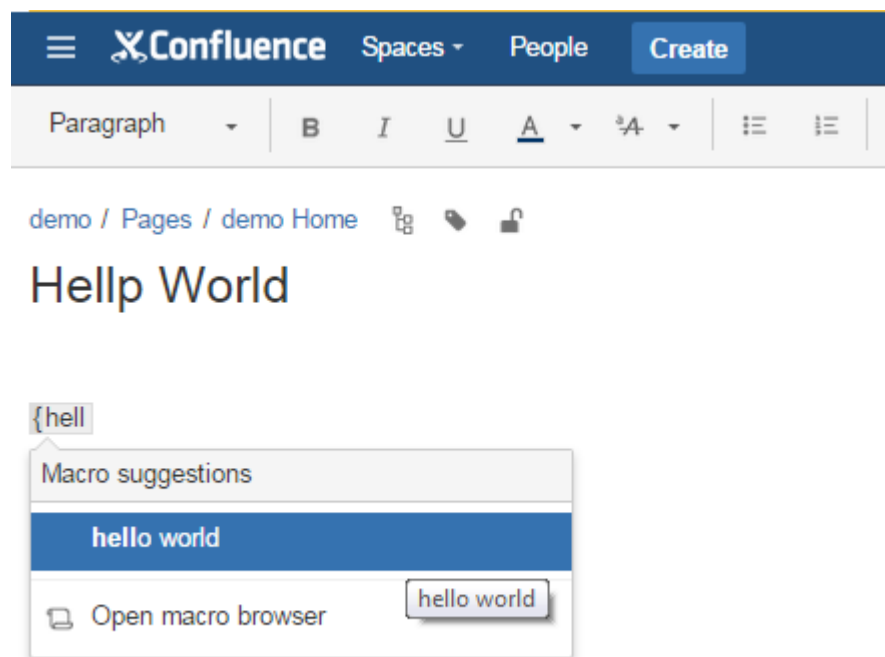 Confluence Spaces People Create
Paragraph B I U A A
demo / Pages / demo Home
Hellp World
{hell
Macro suggestions
hello world
hello world
Open macro browser